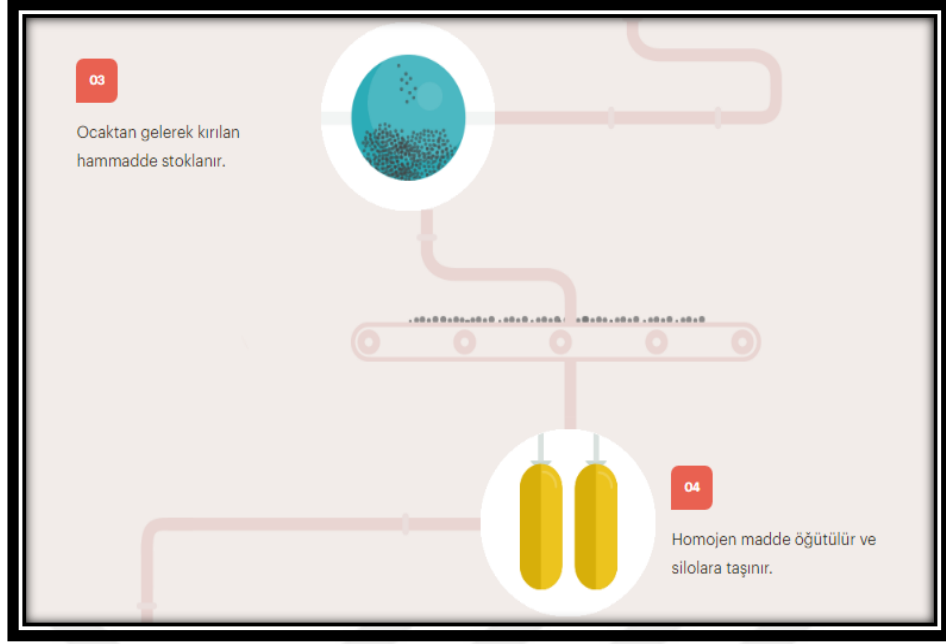 03
Ocaktan gelerek kırılan
hammadde stoklanır.
04
Homojen madde öğütülür ve
silolara taşınır.